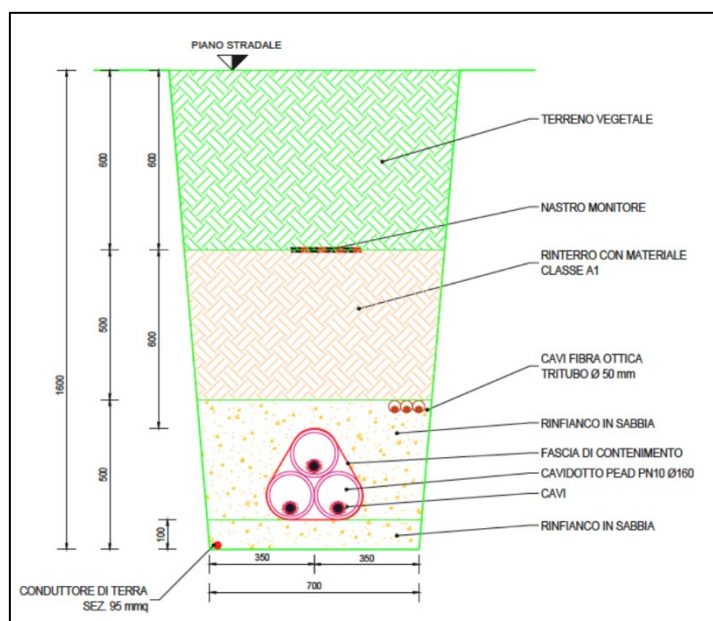 PIANO STRADALE
TERRENO VEGETALE
600
600
NASTRO MONITORE
RINTERRO CON MATERIALE
CLASSE A1
500
600
1600
CAVI FIBRA OTTICA
TRITUBO Ø 50 mm
RINFIANCO IN SABBIA
500
FASCIA DI CONTENIMENTO
CAVIDOTTO PEAD PN10 Ø160
CAVI
100
RINFIANCO IN SABBIA
350
350
700
CONDUTTORE DI TERRA
SEZ. 95 mmq